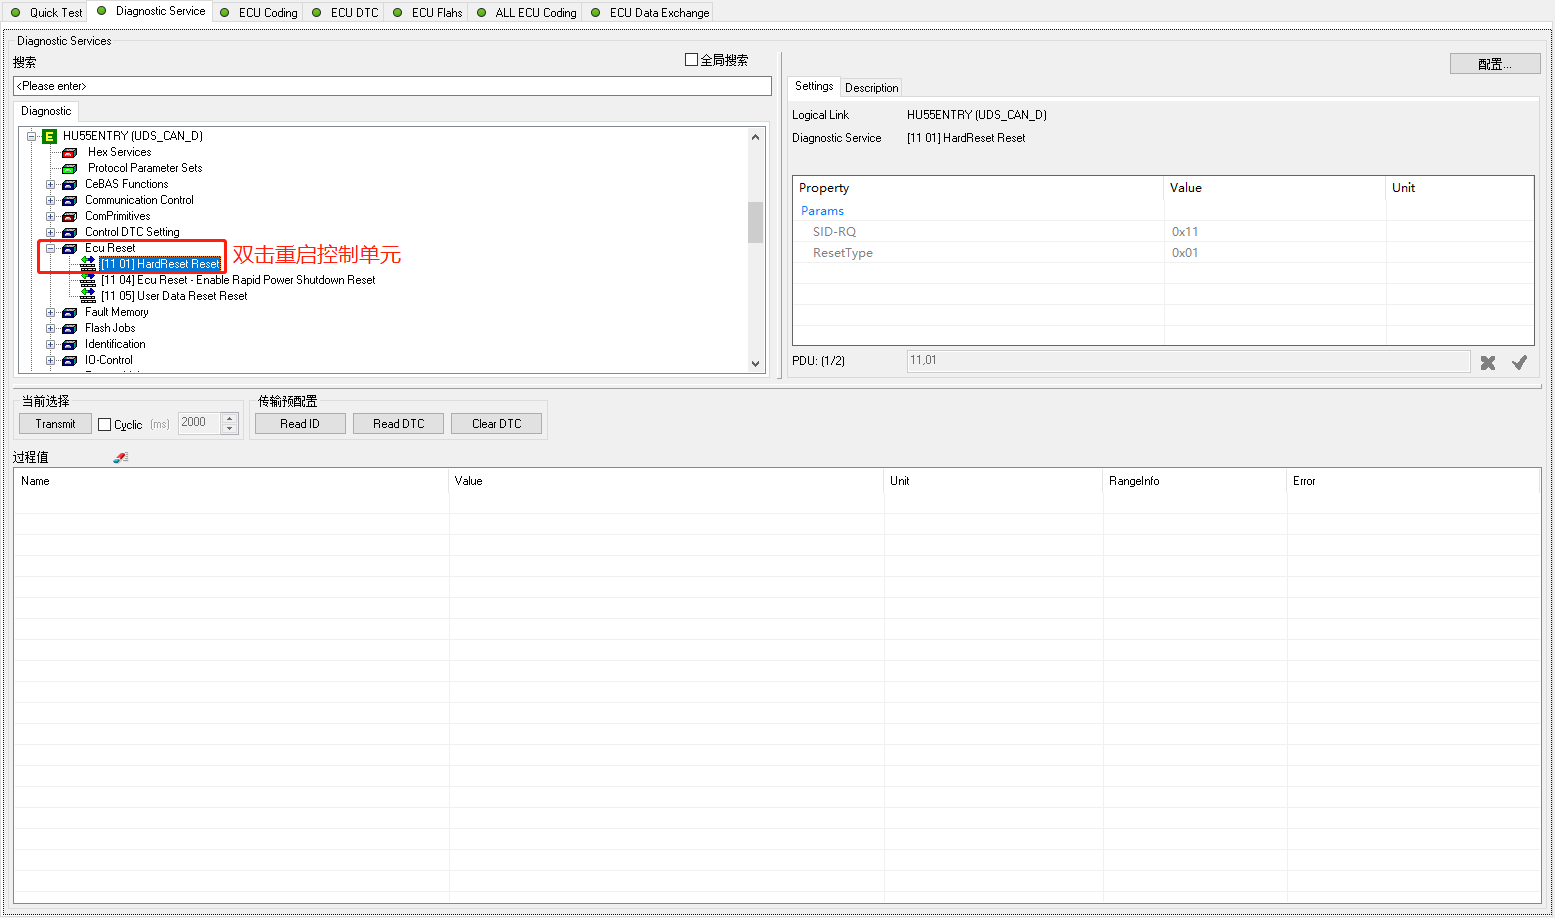 Quick Test Diagnostic Service ECU Coding ECU DTC ECU Flahs ALL ECU Coding ECU Data Exchange
Diagnostic Services
搜索
全局搜索
<Please enter>
Diagnostic
HU55ENTRY (UDS_CAN_D)
Hex Services
Protocol Parameter Sets
CeBAS Functions
Communication Control
ComPrimitives
Control DTC Setting
Ecu Reset
[11 01] HardReset Reset
双击重启控制单元
[11 04] Ecu Reset - Enable Rapid Power Shutdown Reset
[11 05] User Data Reset Reset
Fault Memory
Flash Jobs
Identification
IO-Control
配置...
Settings Description
Logical Link HU55ENTRY (UDS_CAN_D)
Diagnostic Service [11 01] HardReset Reset
Property Value Unit
Params
SID-RQ 0x11
ResetType 0x01
PDU: (1/2) 11,01
当前选择
Transmit Cyclic (ms) 2000
传输预配置
Read ID Read DTC Clear DTC
过程值
Name Value Unit RangeInfo Error